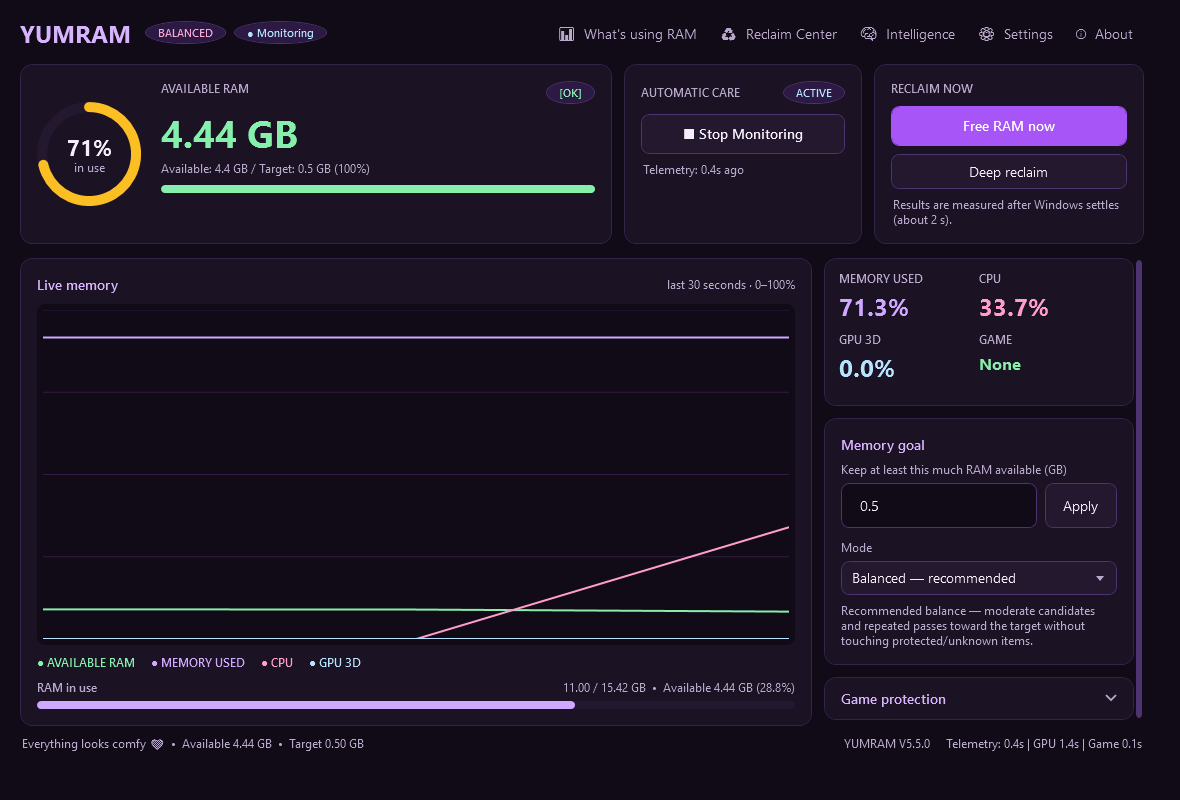 YUMRAM
BALANCED
• Monitoring
What's using RAM
Reclaim Center
Intelligence
Settings
About
71%
in use
AVAILABLE RAM
[OK]
4.44 GB
Available: 4.4 GB / Target: 0.5 GB (100%)
AUTOMATIC CARE
ACTIVE
Stop Monitoring
Telemetry: 0.4s ago
RECLAIM NOW
Free RAM now
Deep reclaim
Results are measured after Windows settles
(about 2 s).
Live memory
last 30 seconds · 0–100%
• AVAILABLE RAM • MEMORY USED • CPU • GPU 3D
RAM in use
11.00 / 15.42 GB • Available 4.44 GB (28.8%)
MEMORY USED
71.3%
CPU
33.7%
GPU 3D
0.0%
GAME
None
Memory goal
Keep at least this much RAM available (GB)
0.5
Apply
Mode
Balanced — recommended
Recommended balance — moderate candidates
and repeated passes toward the target without
touching protected/unknown items.
Game protection
Everything looks comfy 💜 • Available 4.44 GB • Target 0.50 GB
YUMRAM V5.5.0
Telemetry: 0.4s | GPU 1.4s | Game 0.1s